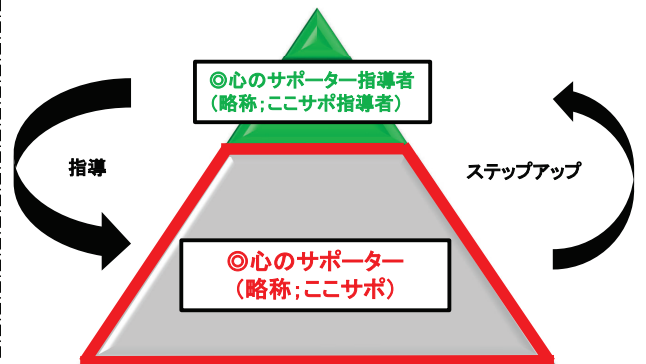 ◎心のサポーター指導者
（略称；ここサポ指導者）
指導
ステップアップ
◎心のサポーター
（略称；ここサポ）